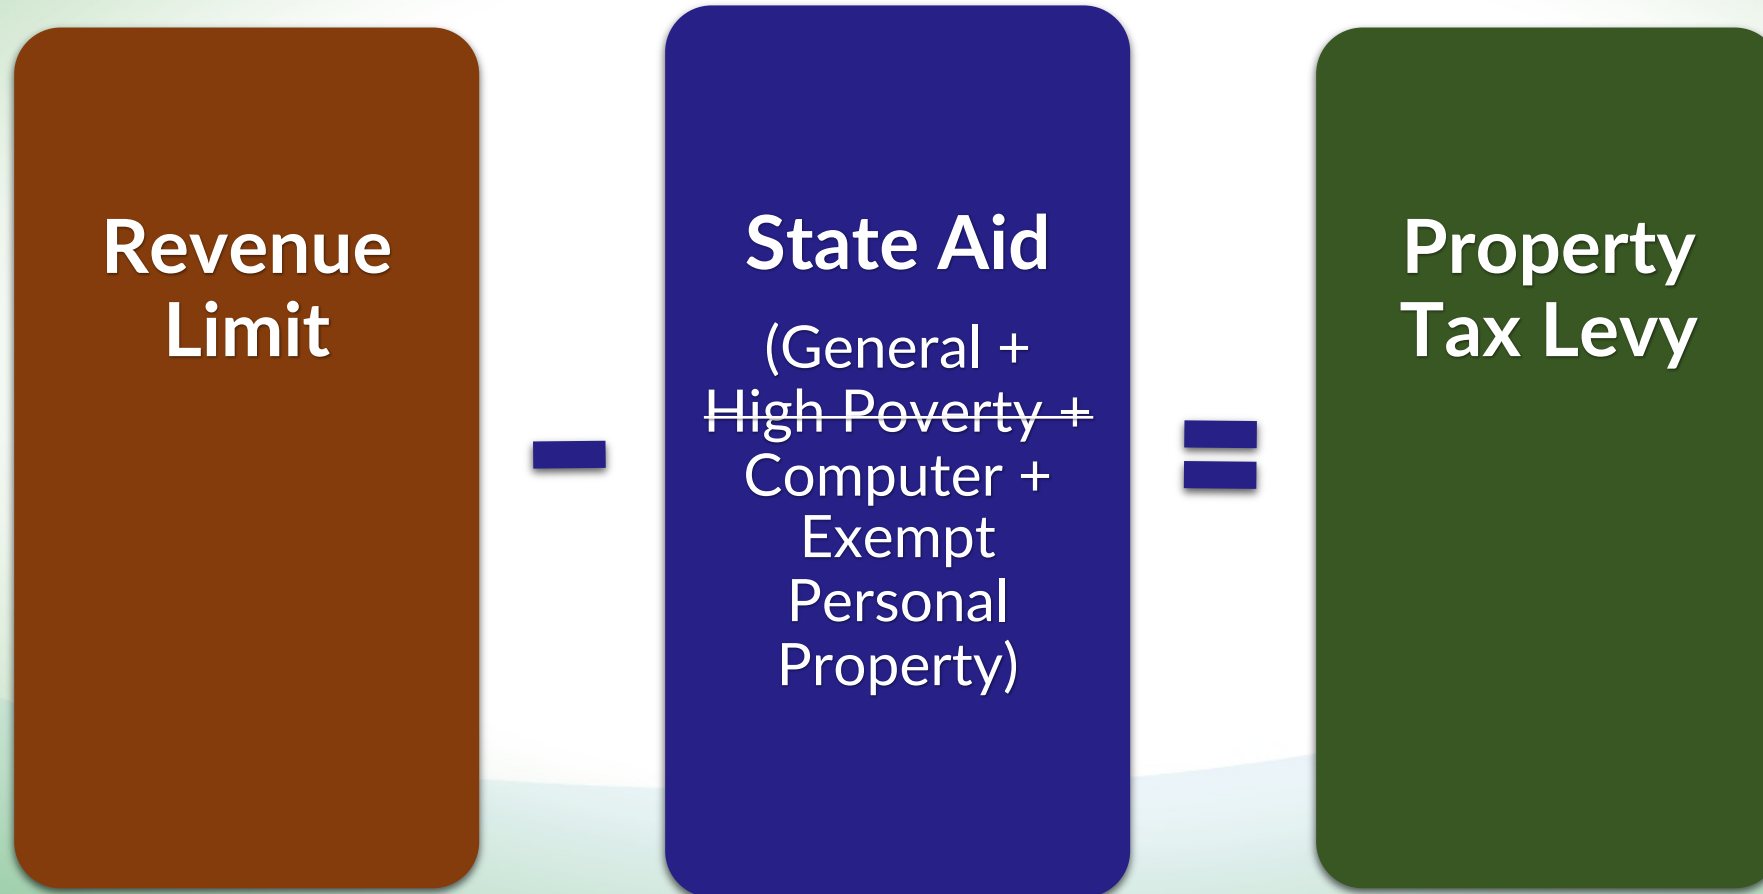 Revenue
Limit
-
State Aid
(General +
High Poverty +
Computer +
Exempt
Personal
Property)
=
Property
Tax Levy